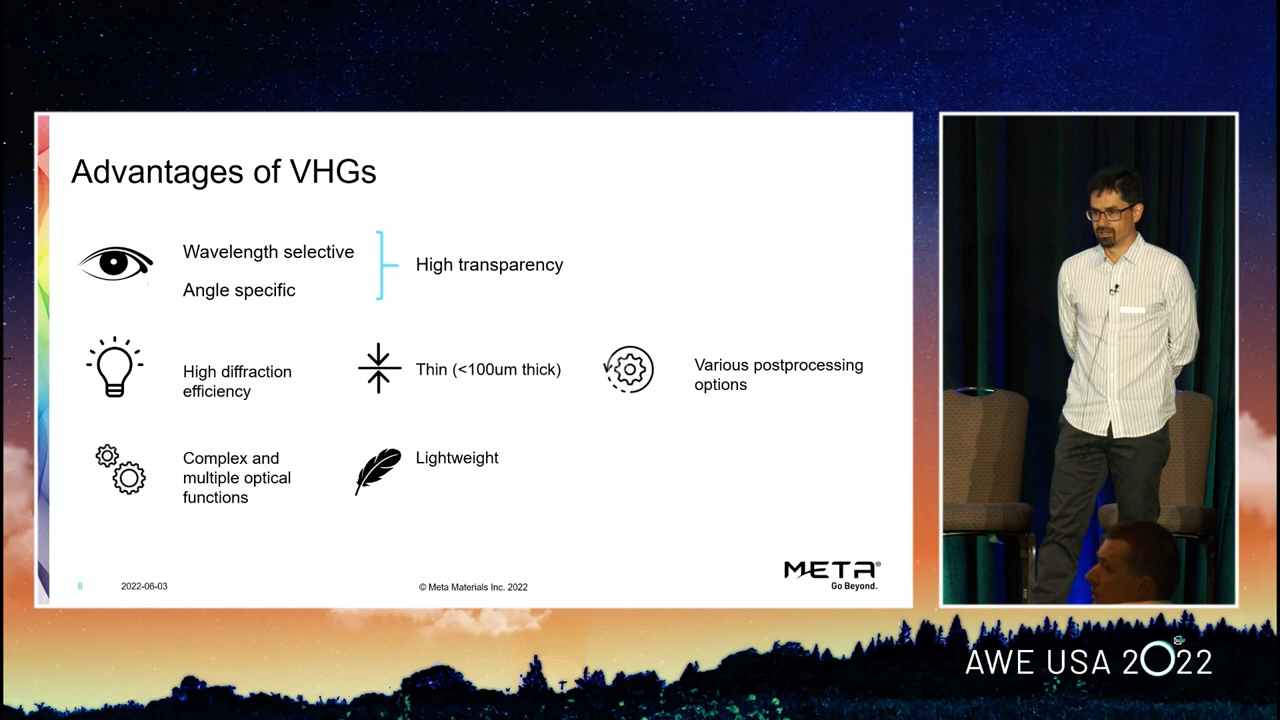 Advantages of VHGs
Wavelength selective
Angle specific
High transparency
High diffraction
efficiency
Thin (<100um thick)
Various postprocessing
options
Complex and
multiple optical
functions
Lightweight
META®
Go Beyond.
8
2022-06-03
© Meta Materials Inc. 2022
AWE USA 2022